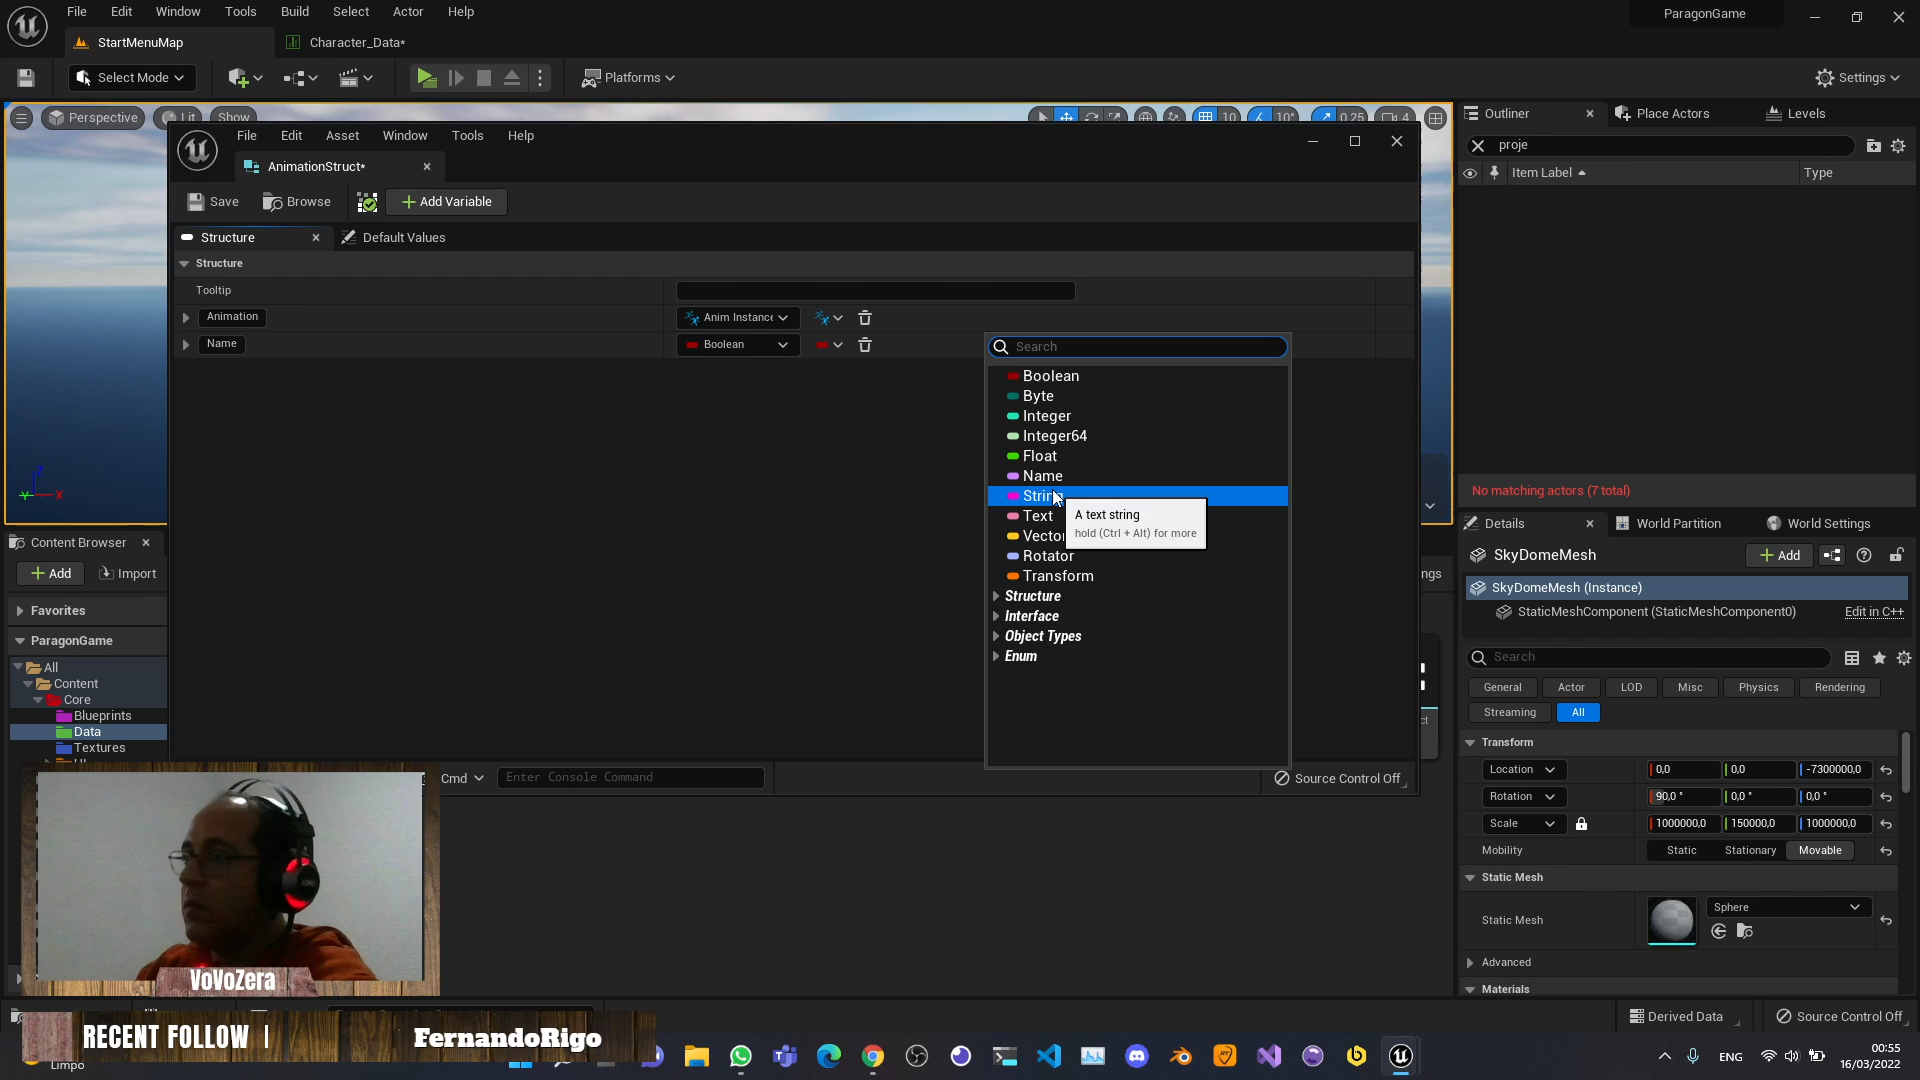 File Edit Window Tools Build Select Actor Help
ParagonGame
StartMenuMap
Character_Data*
Select Mode
Platforms
Settings
Perspective
Lit
Show
10
10°
0,25
4
Outliner
Place Actors
Levels
proje
Item Label
Type
File Edit Asset Window Tools Help
AnimationStruct*
Save
Browse
Add Variable
Structure
Default Values
Structure
Tooltip
Animation
Anim Instance
Name
Boolean
Search
Boolean
Byte
Integer
Integer64
Float
Name
String
Text
Vector
Rotator
Transform
Structure
Interface
Object Types
Enum
A text string
hold (Ctrl + Alt) for more
Z
Y X
No matching actors (7 total)
Details
World Partition
World Settings
SkyDomeMesh
Add
SkyDomeMesh (Instance)
StaticMeshComponent (StaticMeshComponent0)
Edit in C++
Search
General Actor LOD Misc Physics Rendering
Streaming All
Transform
Location 0,0 0,0 -7300000,0
Rotation 90,0 ° 0,0 ° 0,0 °
Scale 1000000,0 150000,0 1000000,0
Mobility Static Stationary Movable
Static Mesh
Static Mesh
Sphere
Advanced
Materials
Content Browser
Add
Import
Favorites
ParagonGame
All
Content
Core
Blueprints
Data
Textures
Cmd
Enter Console Command
Source Control Off
VoVoZera
RECENT FOLLOW |
FernandoRigo
Limpo
Derived Data
Source Control Off
ENG
00:55
16/03/2022